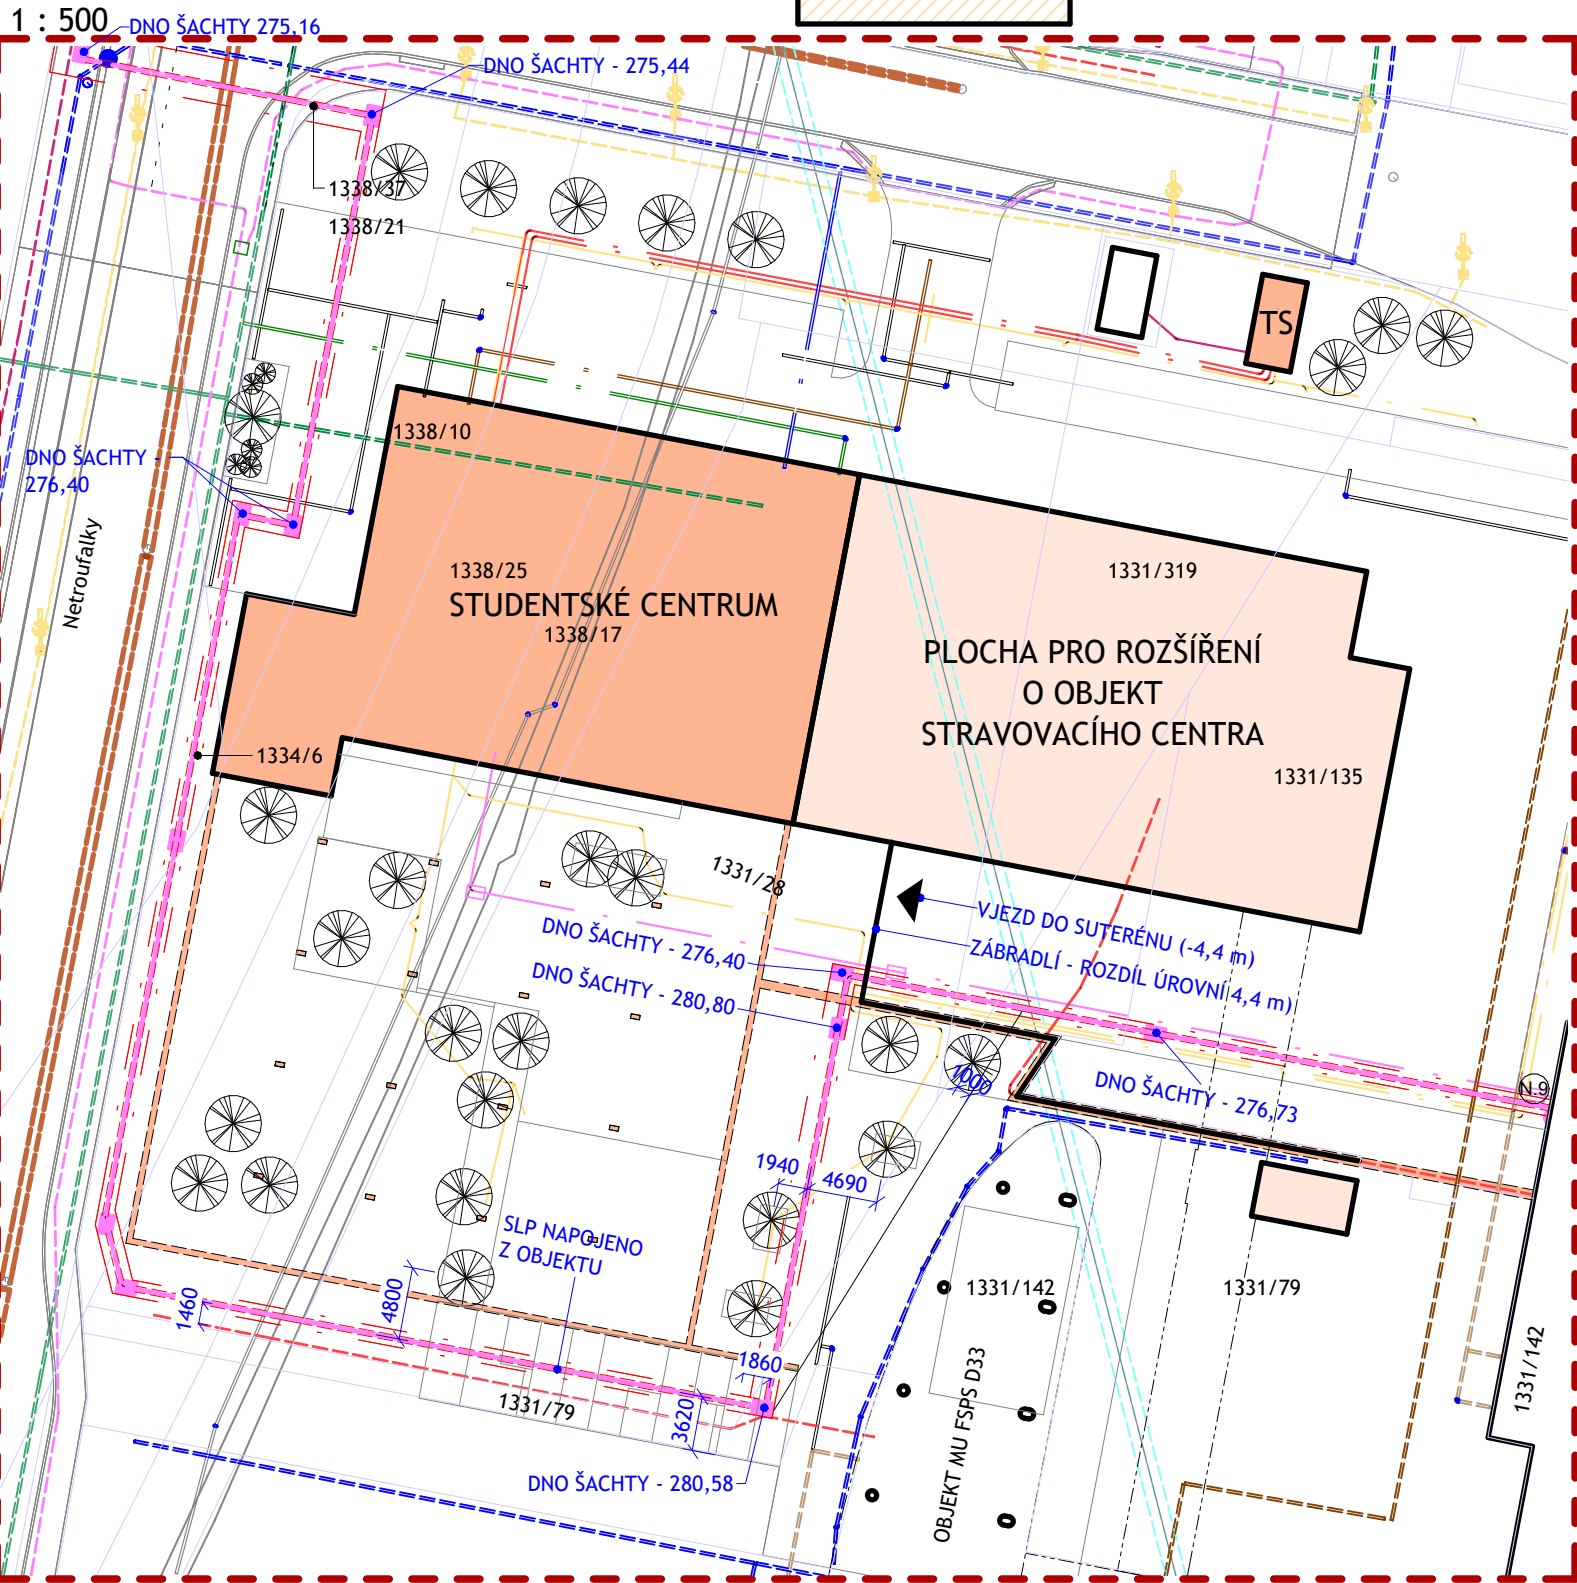 1 : 500
DNO ŠACHTY 275,16
DNO ŠACHTY - 275,44
1338/37
1338/21
TS
1338/10
DNO ŠACHTY -
276,40
Netroufalky
1338/25
STUDENTSKÉ CENTRUM
1338/17
1331/319
PLOCHA PRO ROZŠÍŘENÍ
O OBJEKT
STRAVOVACÍHO CENTRA
1334/6
1331/135
1331/28
VJEZD DO SUTERÉNU (-4,4 m)
ZÁBRADLÍ - ROZDÍL ÚROVNÍ 4,4 m)
DNO ŠACHTY - 276,40
DNO ŠACHTY - 280,80
1000
DNO ŠACHTY - 276,73
N.9
1940
4690
SLP NAPOJENO
Z OBJEKTU
1460
4800
1331/142
1331/79
1860
1331/142
1331/79
3620
OBJEKT MU FSPS D33
DNO ŠACHTY - 280,58